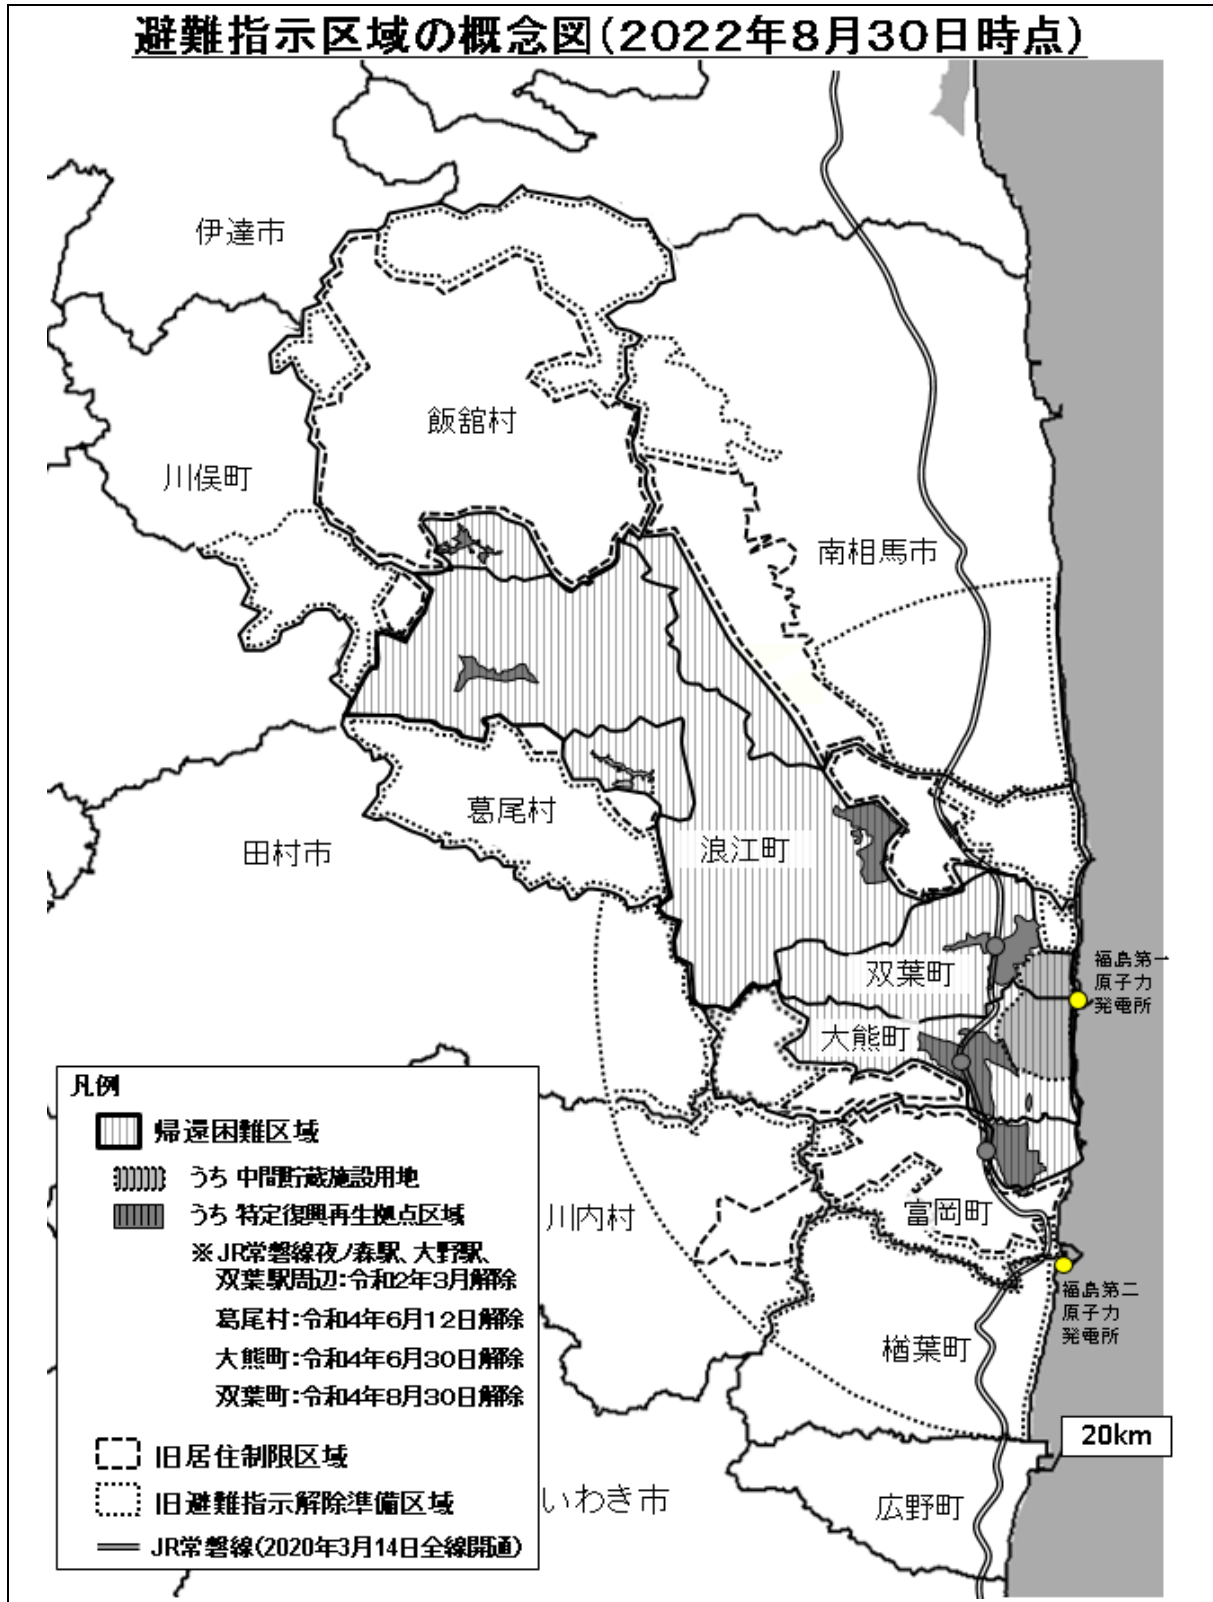 避難指示区域の概念図(2022年8月30日時点)
伊達市
飯舘村
川俣町
南相馬市
葛尾村
田村市
浪江町
双葉町
福島第一
原子力
発電所
大熊町
川内村
富岡町
福島第二
原子力
発電所
楢葉町
20km
いわき市
広野町
凡例
帰還困難区域
うち 中間貯蔵施設用地
うち 特定復興再生拠点区域
※JR常磐線夜ノ森駅、大野駅、
双葉駅周辺:令和2年3月解除
葛尾村:令和4年6月12日解除
大熊町:令和4年6月30日解除
双葉町:令和4年8月30日解除
旧居住制限区域
旧避難指示解除準備区域
JR常磐線(2020年3月14日全線開通)